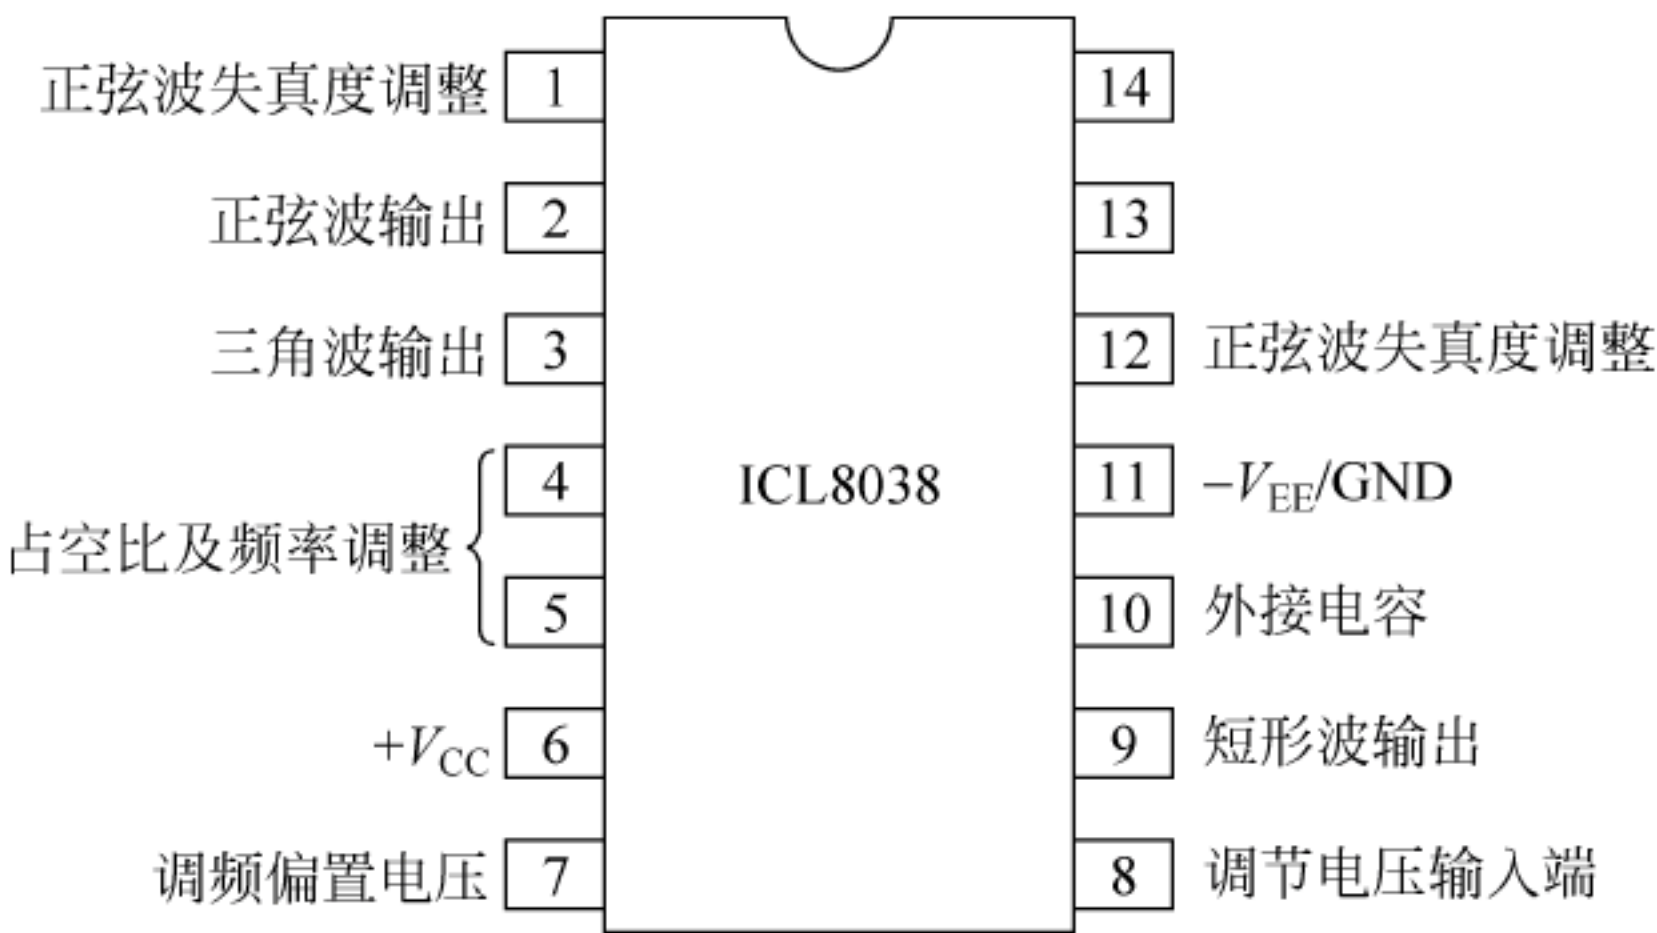 正弦波失真度调整 1
正弦波输出 2
三角波输出 3
占空比及频率调整
4
5
+VCC 6
调频偏置电压 7
ICL8038
14
13
12 正弦波失真度调整
11 –VEE/GND
10 外接电容
9 短形波输出
8 调节电压输入端